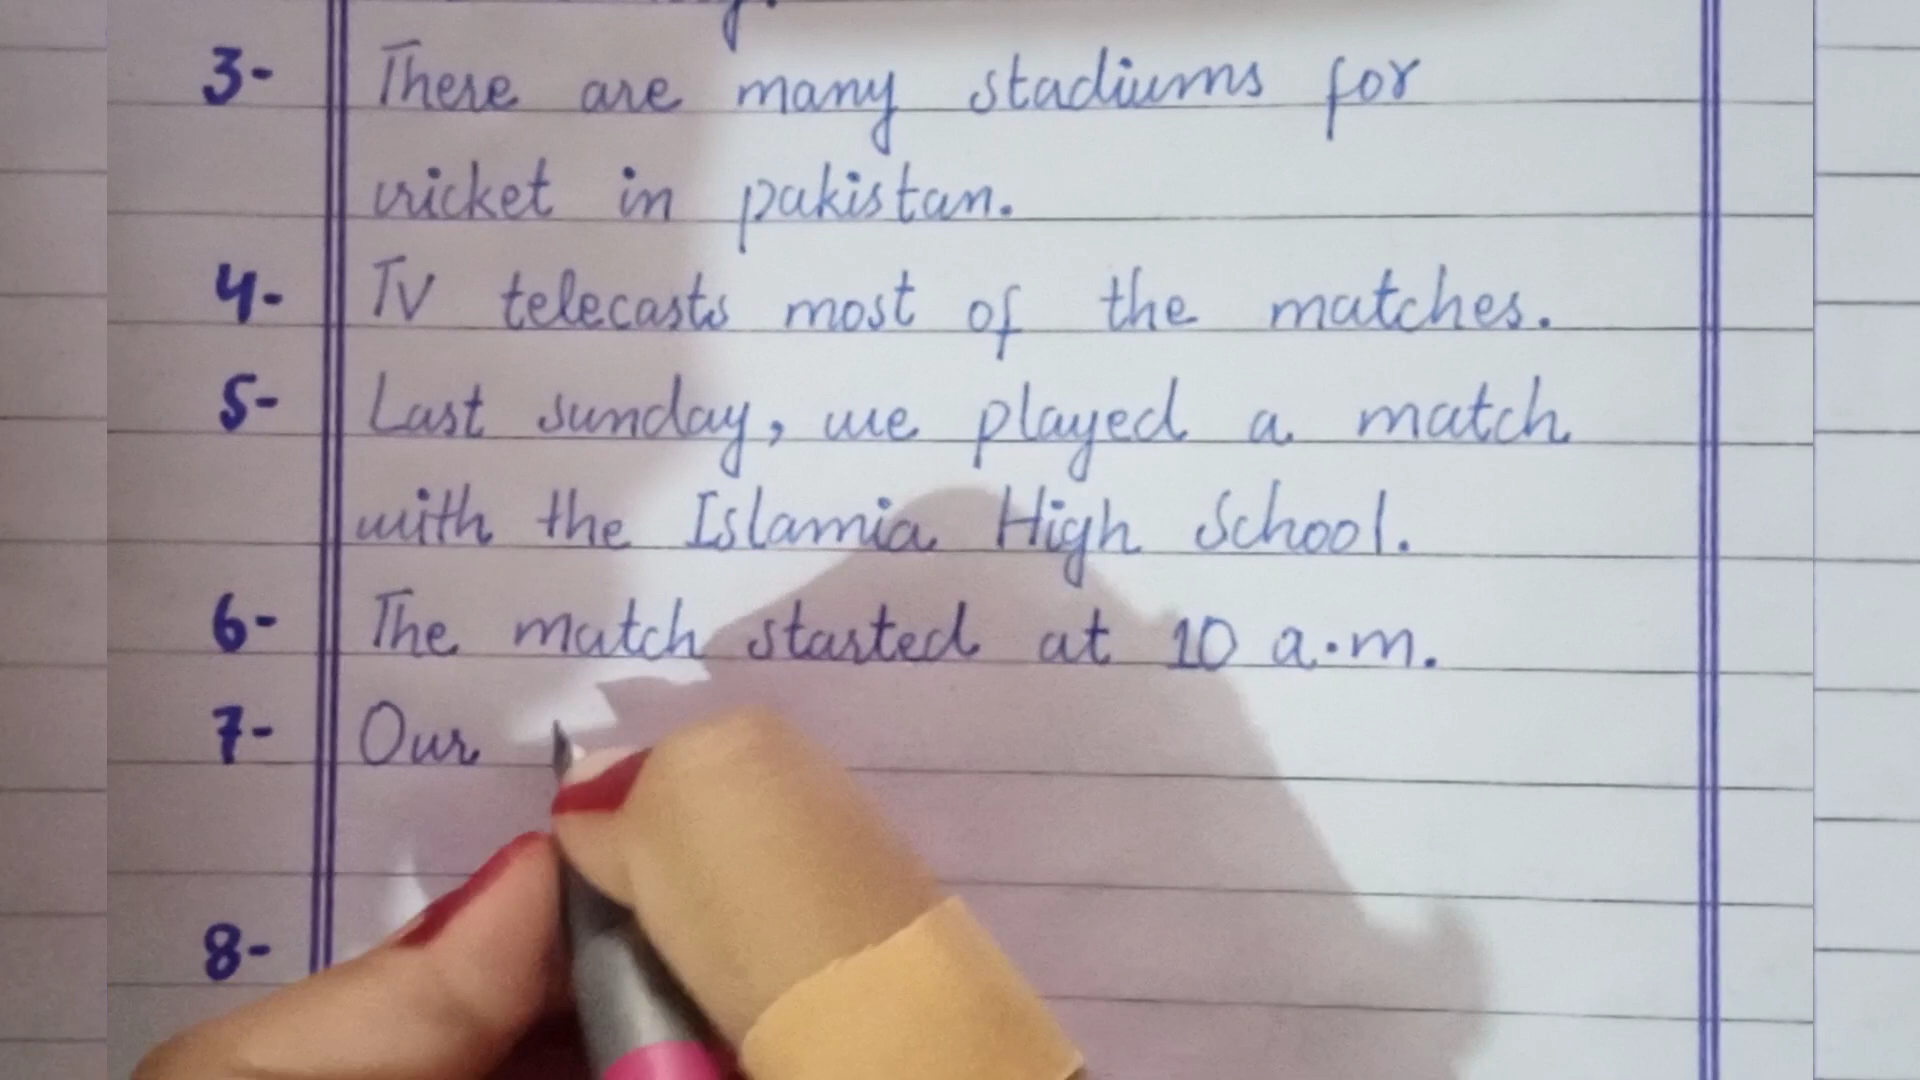 3- There are many stadiums for
cricket in pakistan.
4- TV telecasts most of the matches.
5- Last sunday, we played a match
with the Islamia High School.
6- The match started at 10 a.m.
7- Our
8-